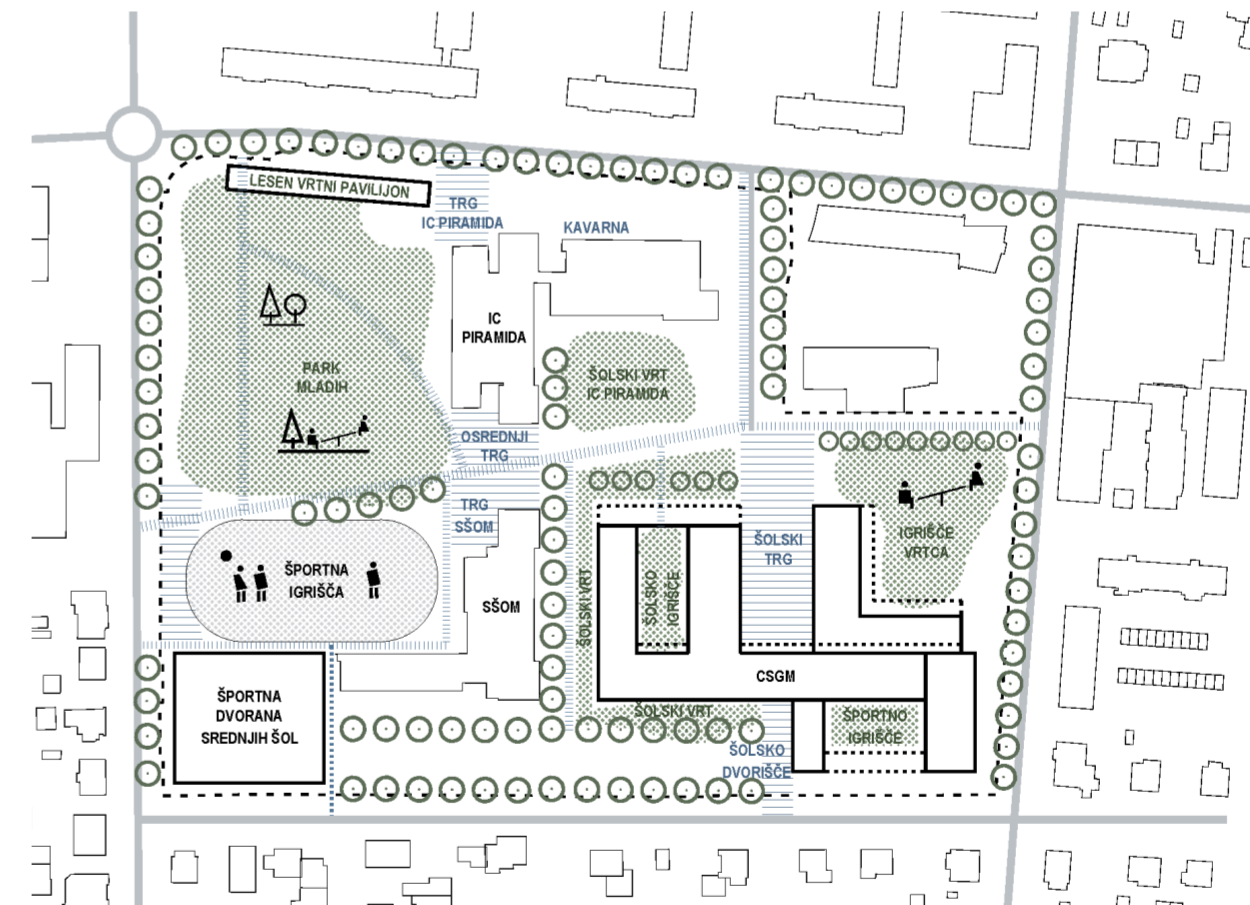 LESEN VRTNI PAVILIJON
TRG
IC PIRAMIDA
KAVARNA
IC
PIRAMIDA
PARK
MLADIH
ŠOLSKI VRT
IC PIRAMIDA
OSREDNJI
TRG
TRG
SŠOM
ŠPORTNA
IGRIŠČA
SŠOM
ŠOLSKI VRT
ŠOLSKO
IGRIŠČE
ŠOLSKI
TRG
IGRIŠČE
VRTCA
CSGM
ŠPORTNA
DVORANA
SREDNJIH ŠOL
ŠOLSKI VRT
ŠPORTNO
IGRIŠČE
ŠOLSKO
DVORIŠČE